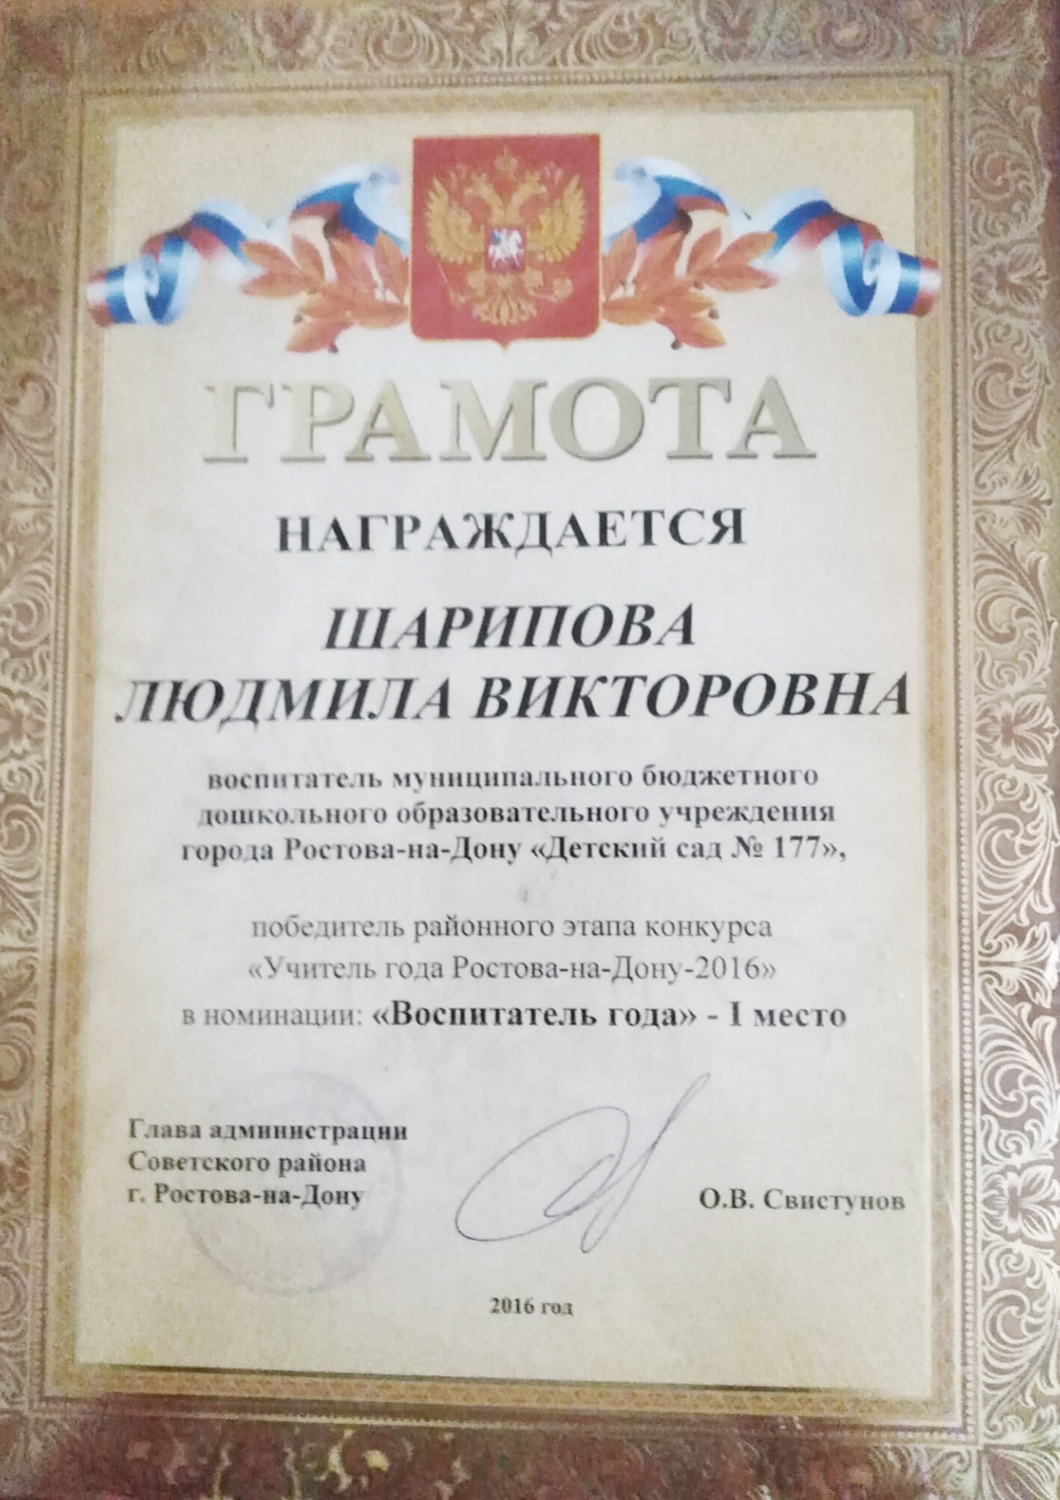 ГРАМОТА
НАГРАЖДАЕТСЯ
ШАРИПОВА
ЛЮДМИЛА ВИКТОРОВНА
воспитатель муниципального бюджетного
дошкольного образовательного учреждения
города Ростова-на-Дону «Детский сад № 177»,
победитель районного этапа конкурса
«Учитель года Ростова-на-Дону-2016»
в номинации: «Воспитатель года» - I место
Глава администрации
Советского района
г. Ростова-на-Дону
О.В. Свистунов
2016 год